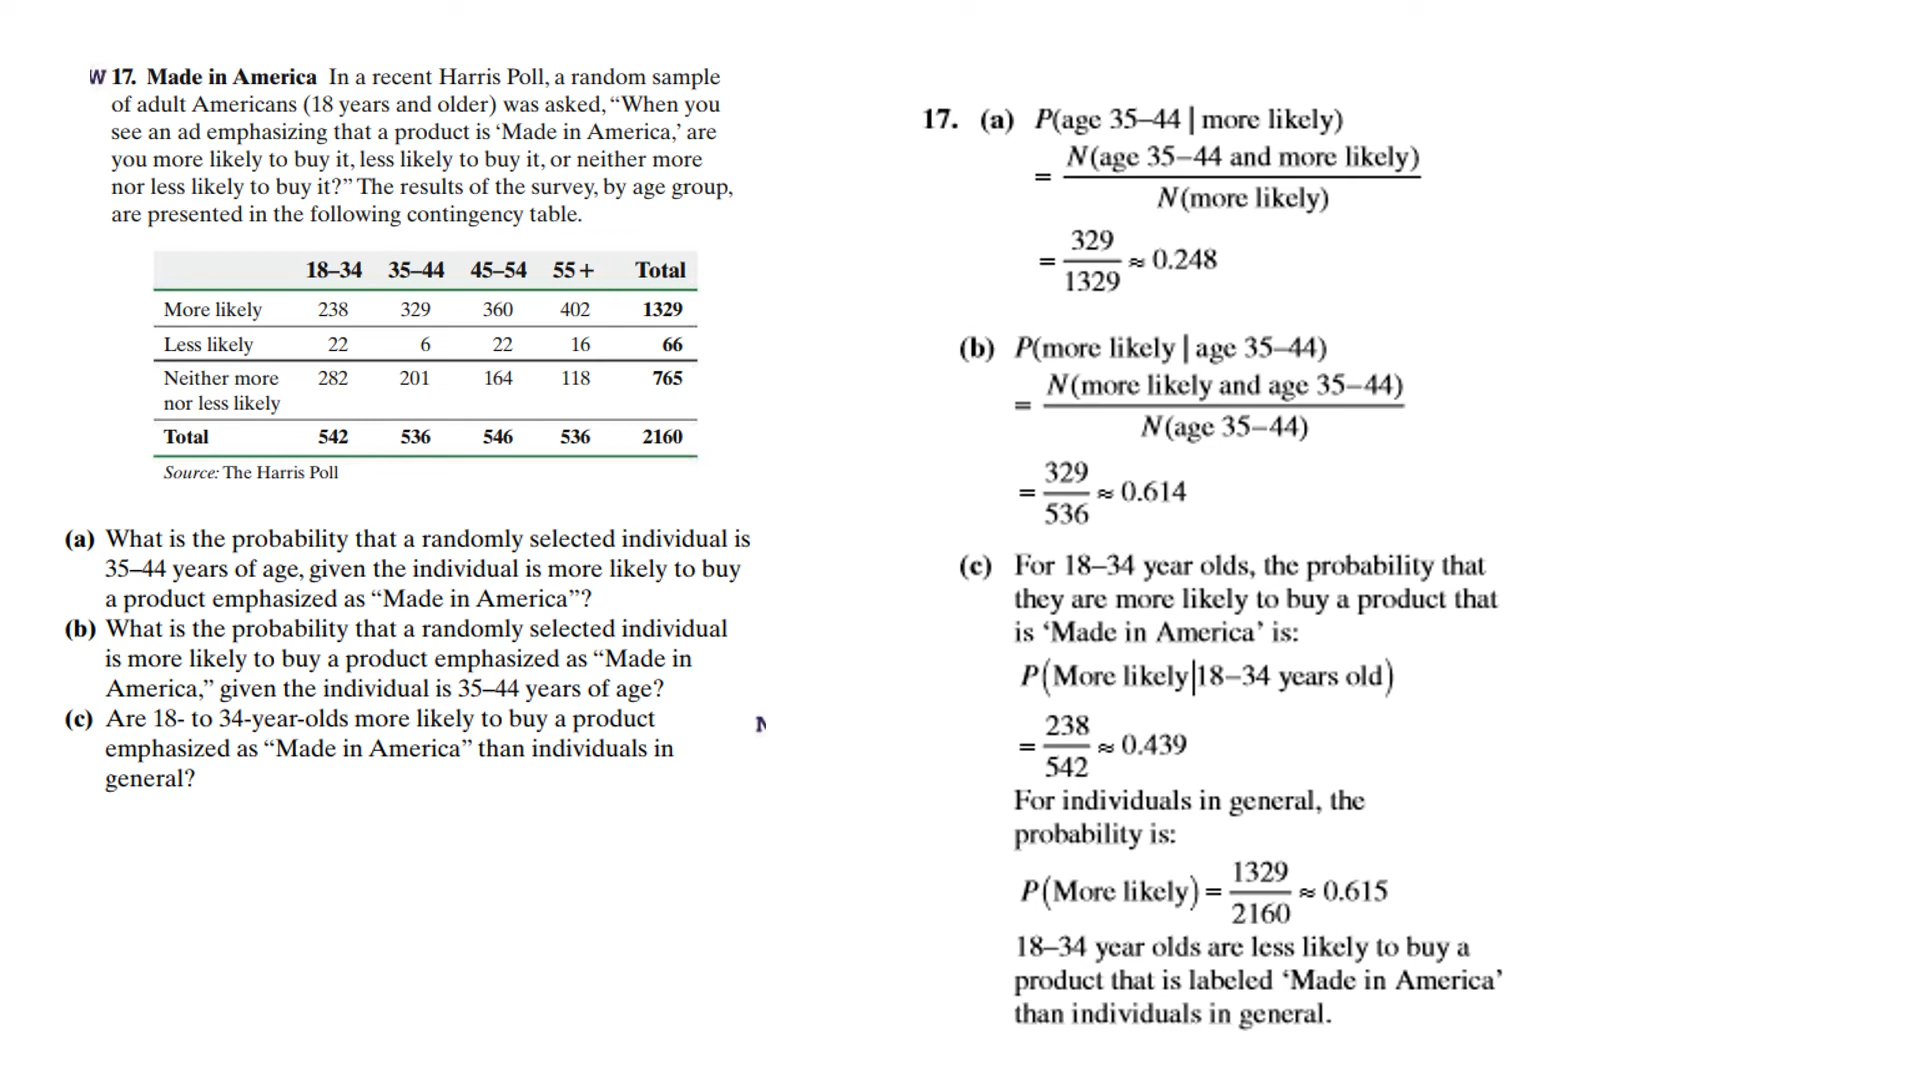 W 17. Made in America In a recent Harris Poll, a random sample
of adult Americans (18 years and older) was asked, “When you
see an ad emphasizing that a product is ‘Made in America,’ are
you more likely to buy it, less likely to buy it, or neither more
nor less likely to buy it?” The results of the survey, by age group,
are presented in the following contingency table.
18–34 35–44 45–54 55+ Total
More likely 238 329 360 402 1329
Less likely 22 6 22 16 66
Neither more 282 201 164 118 765
nor less likely
Total 542 536 546 536 2160
Source: The Harris Poll
(a) What is the probability that a randomly selected individual is
35–44 years of age, given the individual is more likely to buy
a product emphasized as “Made in America”?
(b) What is the probability that a randomly selected individual
is more likely to buy a product emphasized as “Made in
America,” given the individual is 35–44 years of age?
(c) Are 18- to 34-year-olds more likely to buy a product
emphasized as “Made in America” than individuals in
general?
17. (a) P(age 35–44 | more likely)
N(age 35–44 and more likely)
=
N(more likely)
329
= ≈ 0.248
1329
(b) P(more likely | age 35–44)
N(more likely and age 35–44)
=
N(age 35–44)
329
= ≈ 0.614
536
(c) For 18–34 year olds, the probability that
they are more likely to buy a product that
is ‘Made in America’ is:
P(More likely|18–34 years old)
238
= ≈ 0.439
542
For individuals in general, the
probability is:
1329
P(More likely) = ≈ 0.615
2160
18–34 year olds are less likely to buy a
product that is labeled ‘Made in America’
than individuals in general.